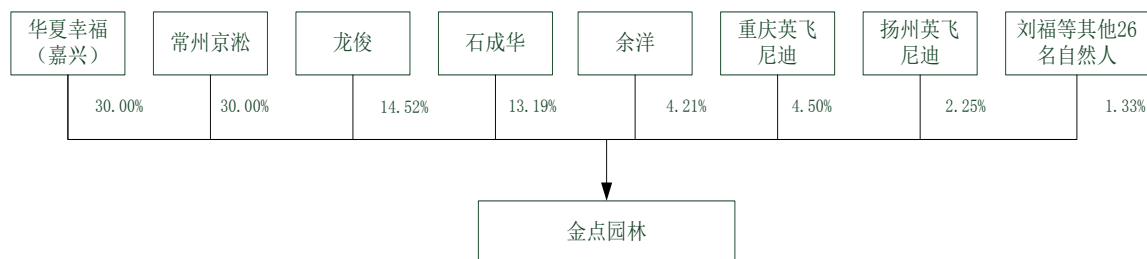 华夏幸福
（嘉兴）
常州京淞
龙俊
石成华
余洋
重庆英飞
尼迪
扬州英飞
尼迪
刘福等其他26
名自然人
30.00%
30.00%
14.52%
13.19%
4.21%
4.50%
2.25%
1.33%
金点园林